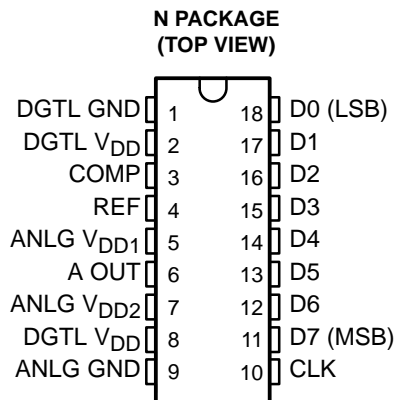 N PACKAGE
(TOP VIEW)
DGTL GND 1 18 D0 (LSB)
DGTL VDD 2 17 D1
COMP 3 16 D2
REF 4 15 D3
ANLG VDD1 5 14 D4
A OUT 6 13 D5
ANLG VDD2 7 12 D6
DGTL VDD 8 11 D7 (MSB)
ANLG GND 9 10 CLK